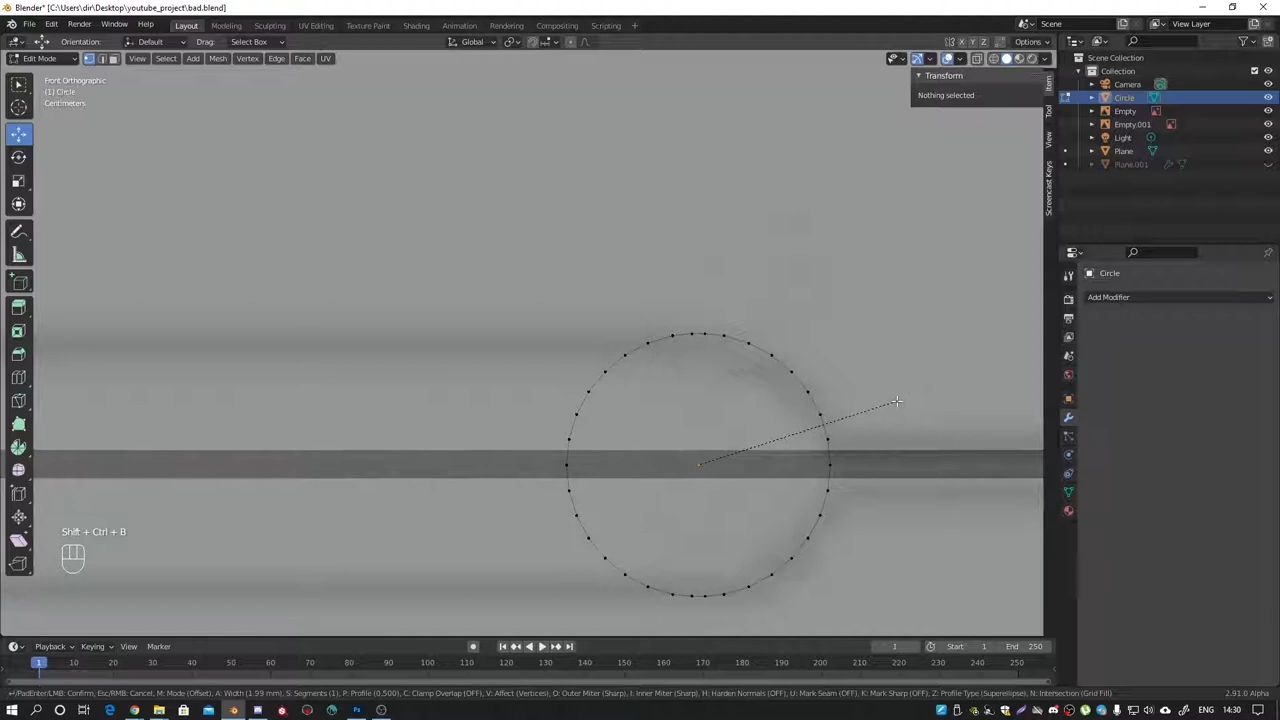 Blender* [C:\Users\dir\Desktop\youtube_project\bad.blend]
File Edit Render Window Help Layout Modeling Sculpting UV Editing Texture Paint Shading Animation Rendering Compositing Scripting + Scene View Layer
Orientation: Default Drag: Select Box Global X Y Z Options
Edit Mode View Select Add Mesh Vertex Edge Face UV
Front Orthographic
(1) Circle
Centimeters
Transform
Nothing selected
Item
Tool
View
Screencast Keys
Scene Collection
Collection
Camera
Circle
Empty
Empty.001
Light
Plane
Plane.001
Circle
Add Modifier
Shift + Ctrl + B
Playback Keying View Marker 1 Start 1 End 250
1 10 20 30 40 50 60 70 80 90 100 110 120 130 140 150 160 170 180 190 200 210 220 230 240 250
↵/PadEnter/LMB: Confirm, Esc/RMB: Cancel, M: Mode (Offset), A: Width (1.99 mm), S: Segments (1), P: Profile (0.500), C: Clamp Overlap (OFF), V: Affect (Vertices), O: Outer Miter (Sharp), I: Inner Miter (Sharp), H: Harden Normals (OFF), U: Mark Seam (OFF), K: Mark Sharp (OFF), Z: Profile Type (Superellipse), N: Intersection (Grid Fill) 2.91.0 Alpha
ENG 14:30